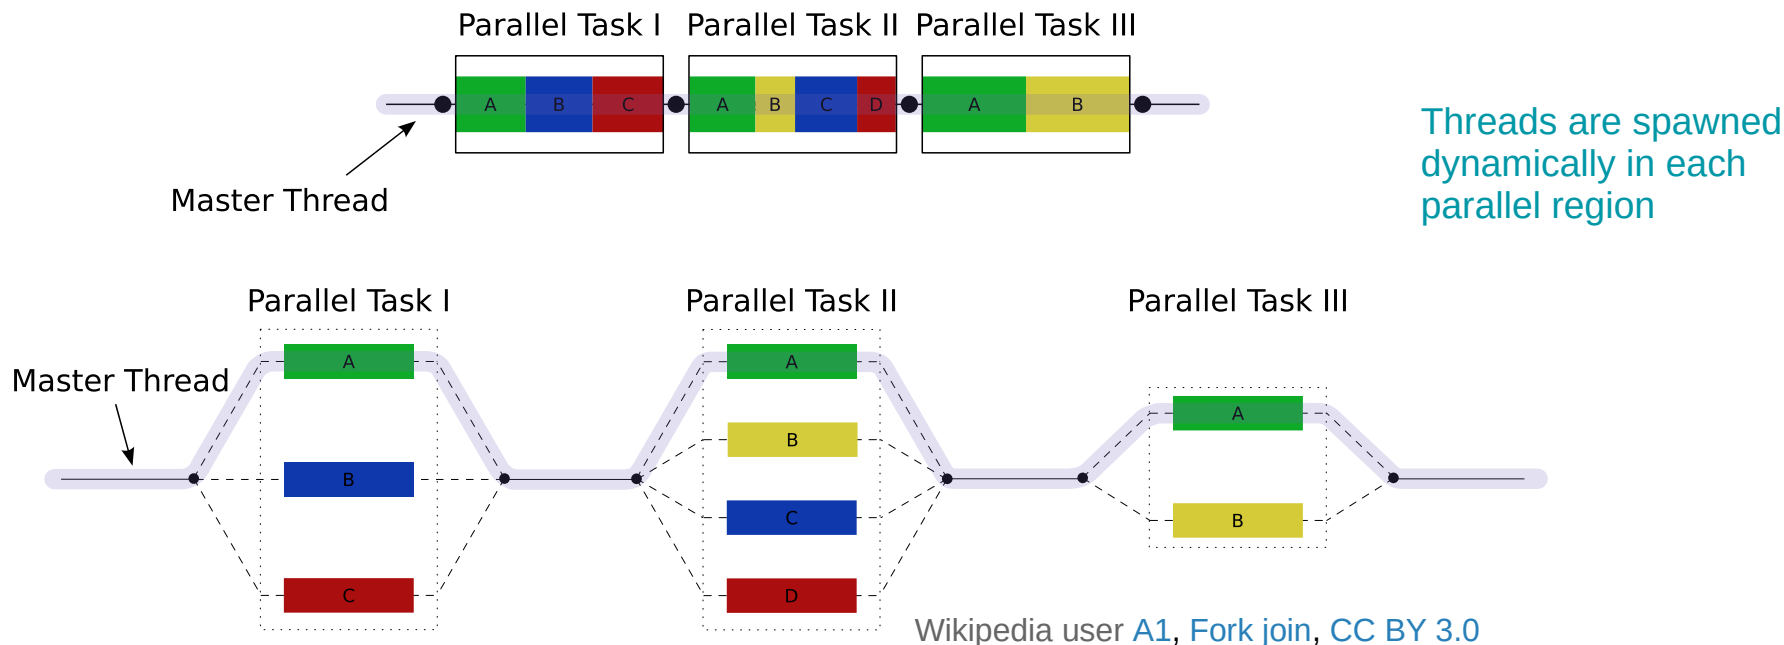 Parallel Task I
Parallel Task II
Parallel Task III
A
B
C
A
B
C
D
A
B
Master Thread
Threads are spawned
dynamically in each
parallel region
Parallel Task I
Parallel Task II
Parallel Task III
Master Thread
A
B
C
A
B
C
D
A
B
Wikipedia user A1, Fork join, CC BY 3.0